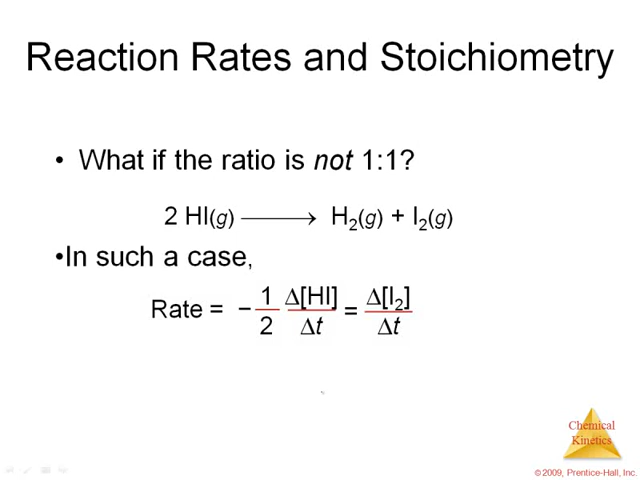 Reaction Rates and Stoichiometry
• What if the ratio is not 1:1?
2 HI(g) ⟶ H₂(g) + I₂(g)
•In such a case,
Rate = − 1/2 Δ[HI]/Δt = Δ[I₂]/Δt
Chemical
Kinetics
© 2009, Prentice-Hall, Inc.